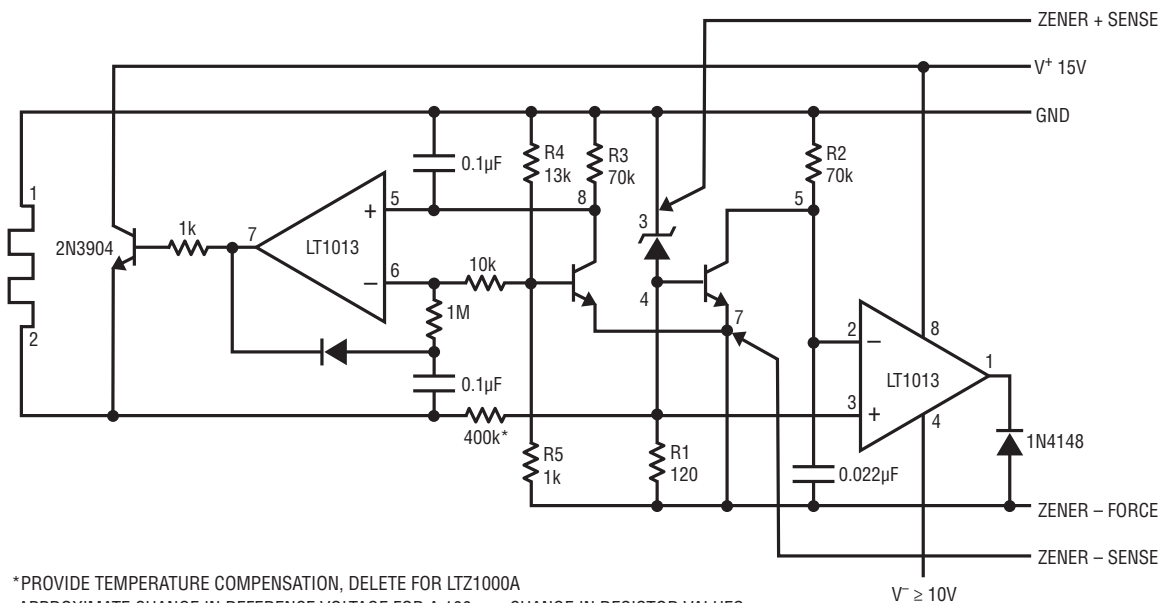 ZENER + SENSE
V+ 15V
GND
1
2
2N3904
1k
7
LT1013
5
+
6
−
0.1µF
10k
1M
0.1µF
400k*
R4
13k
R3
70k
8
R5
1k
3
4
R1
120
7
R2
70k
5
2
−
3
+
LT1013
8
1
4
0.022µF
1N4148
ZENER – FORCE
ZENER – SENSE
V– ≥ 10V
*PROVIDE TEMPERATURE COMPENSATION, DELETE FOR LTZ1000A